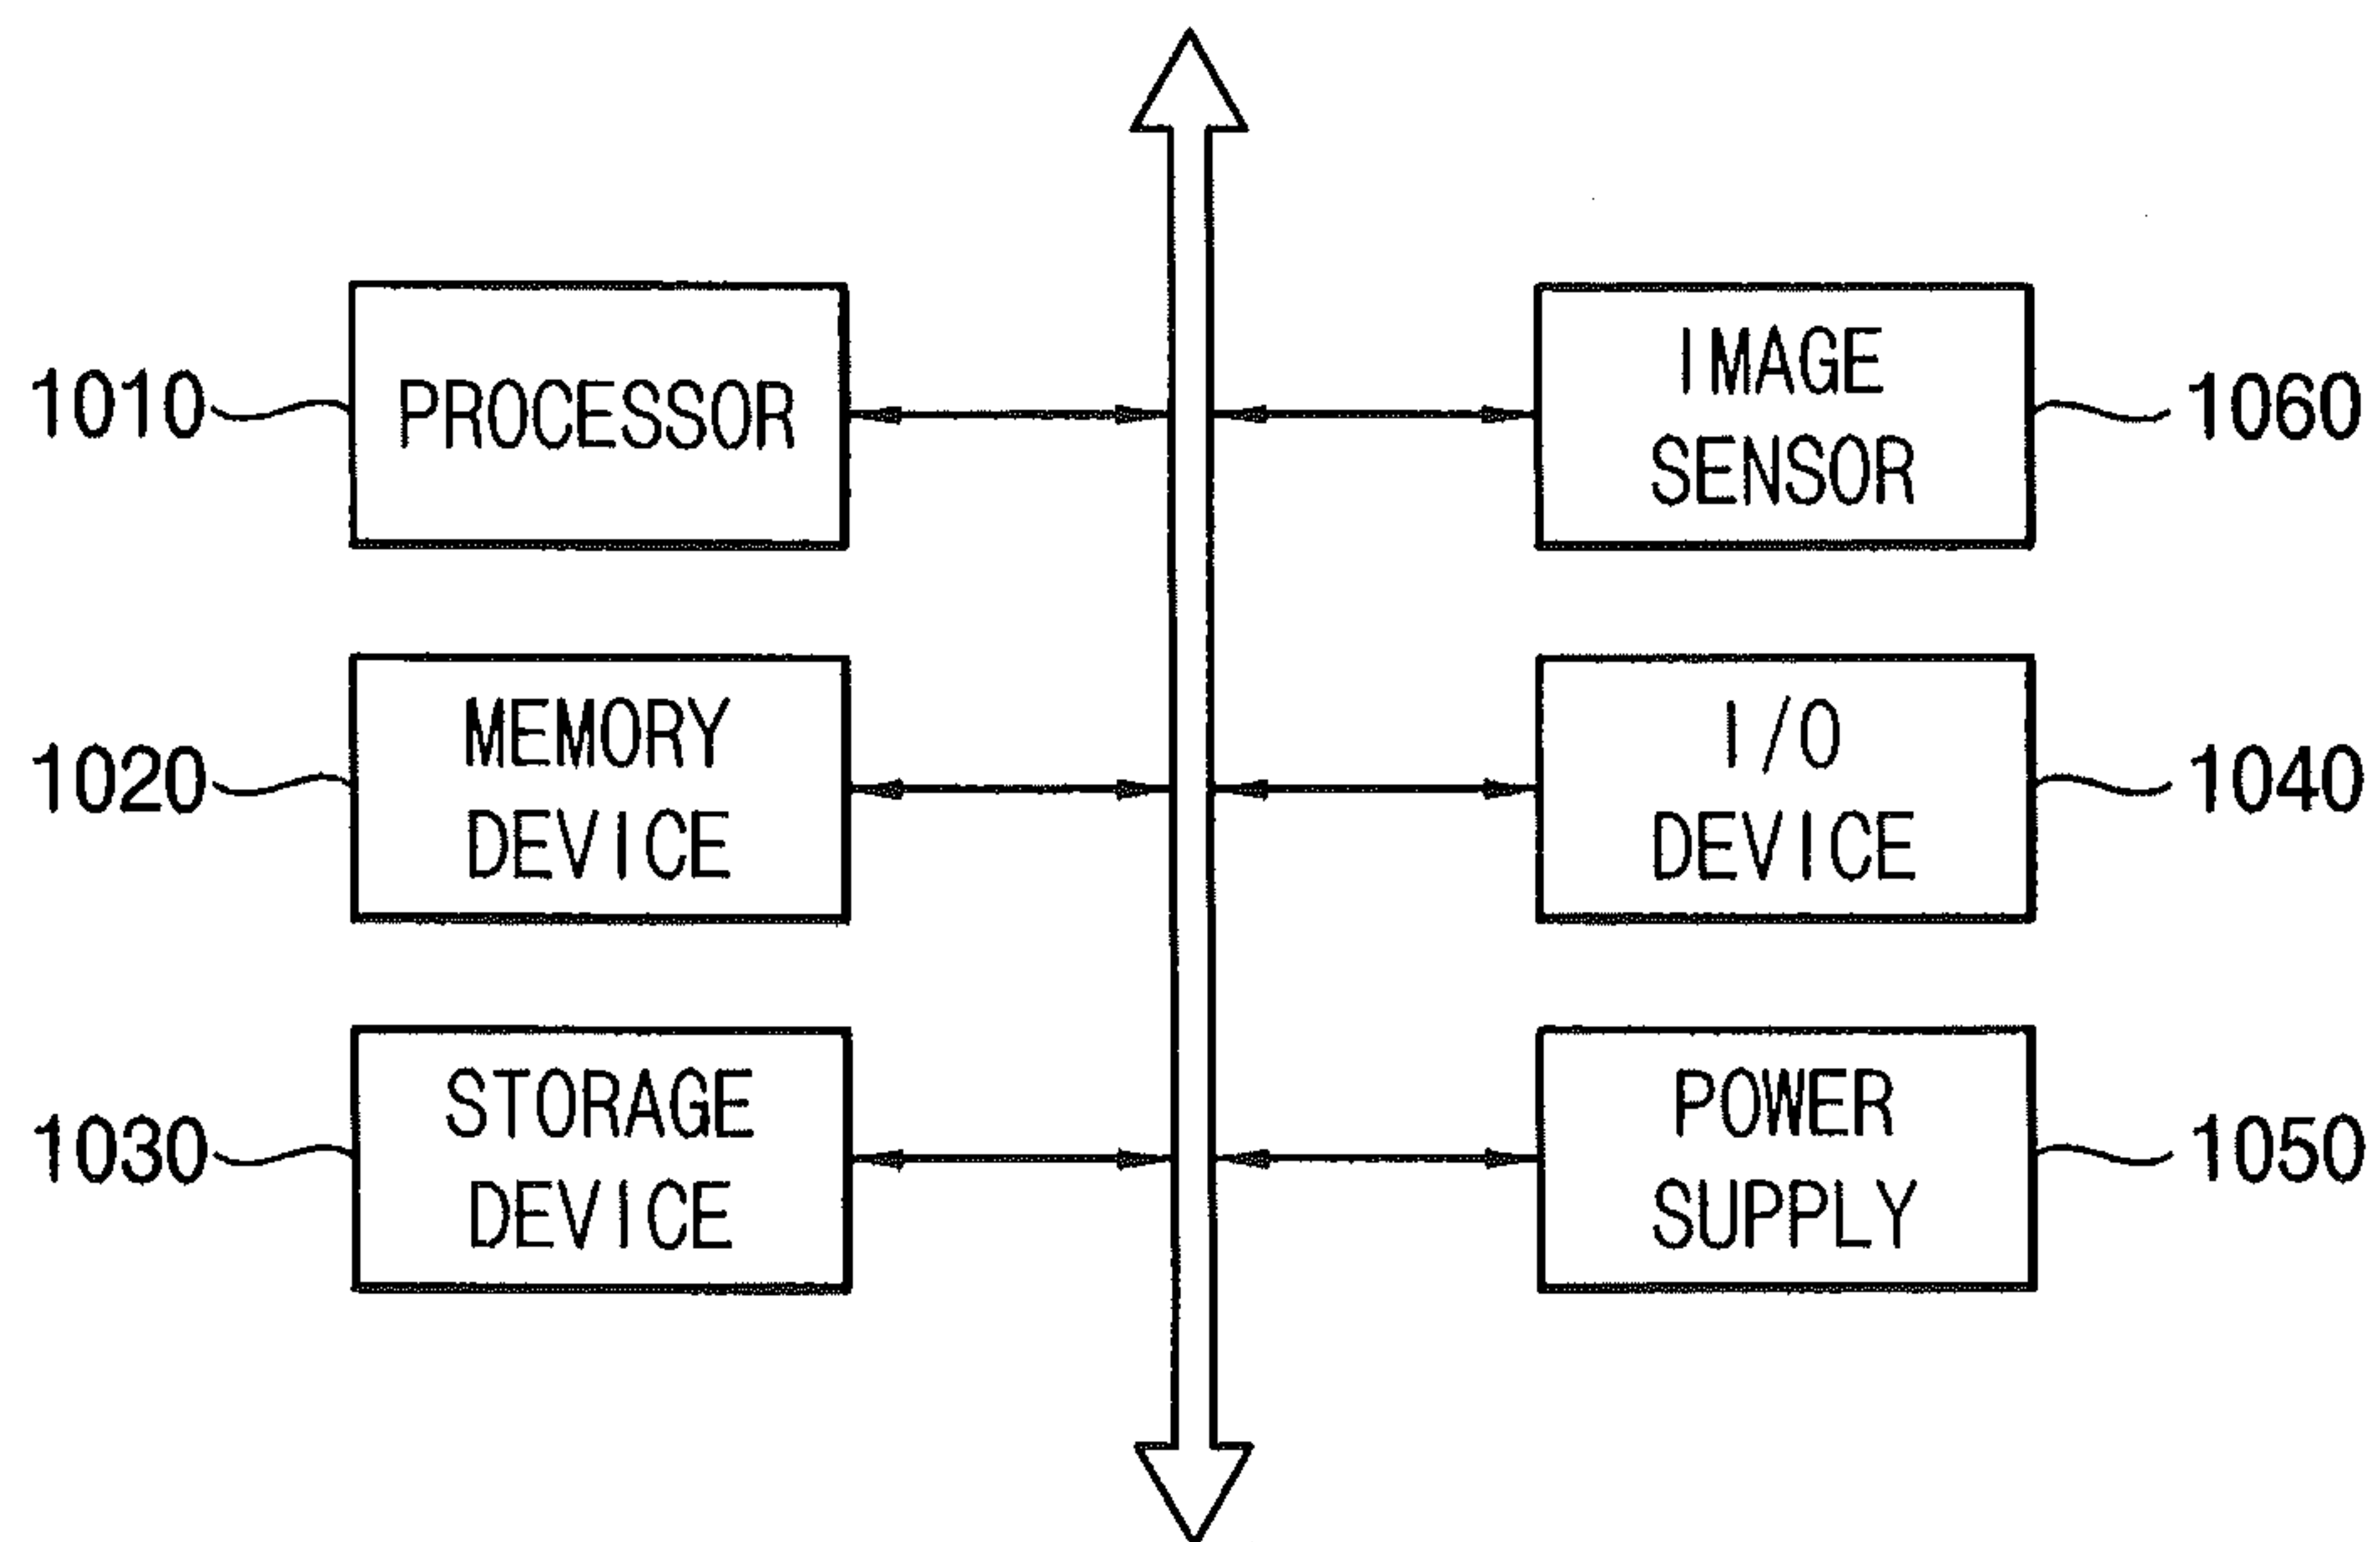 1010
PROCESSOR
IMAGE
SENSOR
1060
1020
MEMORY
DEVICE
I/O
DEVICE
1040
1030
STORAGE
DEVICE
POWER
SUPPLY
1050